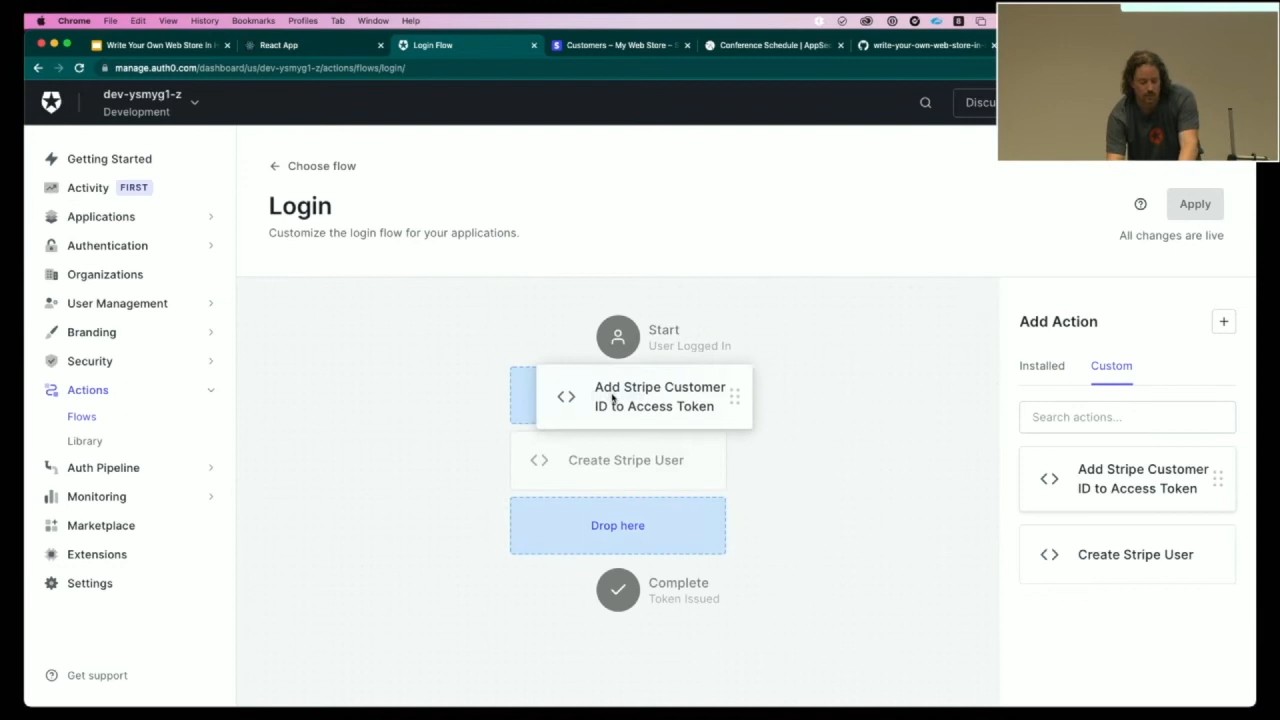 Chrome File Edit View History Bookmarks Profiles Tab Window Help
Write Your Own Web Store In
React App
Login Flow
Customers – My Web Store –
Conference Schedule | AppSe
write-your-own-web-store-in-
manage.auth0.com/dashboard/us/dev-ysmyg1-z/actions/flows/login/
dev-ysmyg1-z
Development
Discu
Getting Started
Activity FIRST
Applications
Authentication
Organizations
User Management
Branding
Security
Actions
Flows
Library
Auth Pipeline
Monitoring
Marketplace
Extensions
Settings
Get support
Choose flow
Login
Customize the login flow for your applications.
Apply
All changes are live
Start
User Logged In
Add Stripe Customer
ID to Access Token
Create Stripe User
Drop here
Complete
Token Issued
Add Action
Installed Custom
Search actions...
Add Stripe Customer
ID to Access Token
Create Stripe User